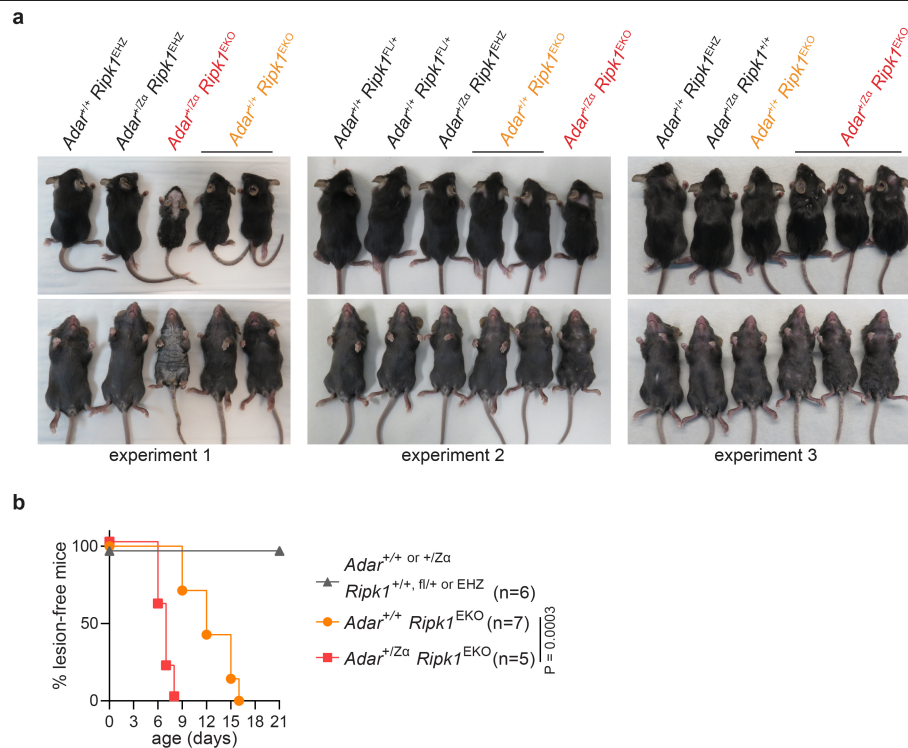 a
Adar+/+ Ripk1EHZ
Adar+/Zα Ripk1EHZ
Adar+/Zα Ripk1EKO
Adar+/+ Ripk1EKO
Adar+/+ Ripk1FL/+
Adar+/+ Ripk1FL/+
Adar+/Zα Ripk1EHZ
Adar+/+ Ripk1EKO
Adar+/Zα Ripk1EKO
Adar+/+ Ripk1EHZ
Adar+/Zα Ripk1+/+
Adar+/+ Ripk1EKO
Adar+/Zα Ripk1EKO
experiment 1
experiment 2
experiment 3
b
% lesion-free mice
100
50
0
0 3 6 9 12 15 18 21
age (days)
Adar+/+ or +/Zα
Ripk1+/+, fl/+ or EHZ (n=6)
Adar+/+ Ripk1EKO (n=7)
Adar+/Zα Ripk1EKO (n=5)
P = 0.0003